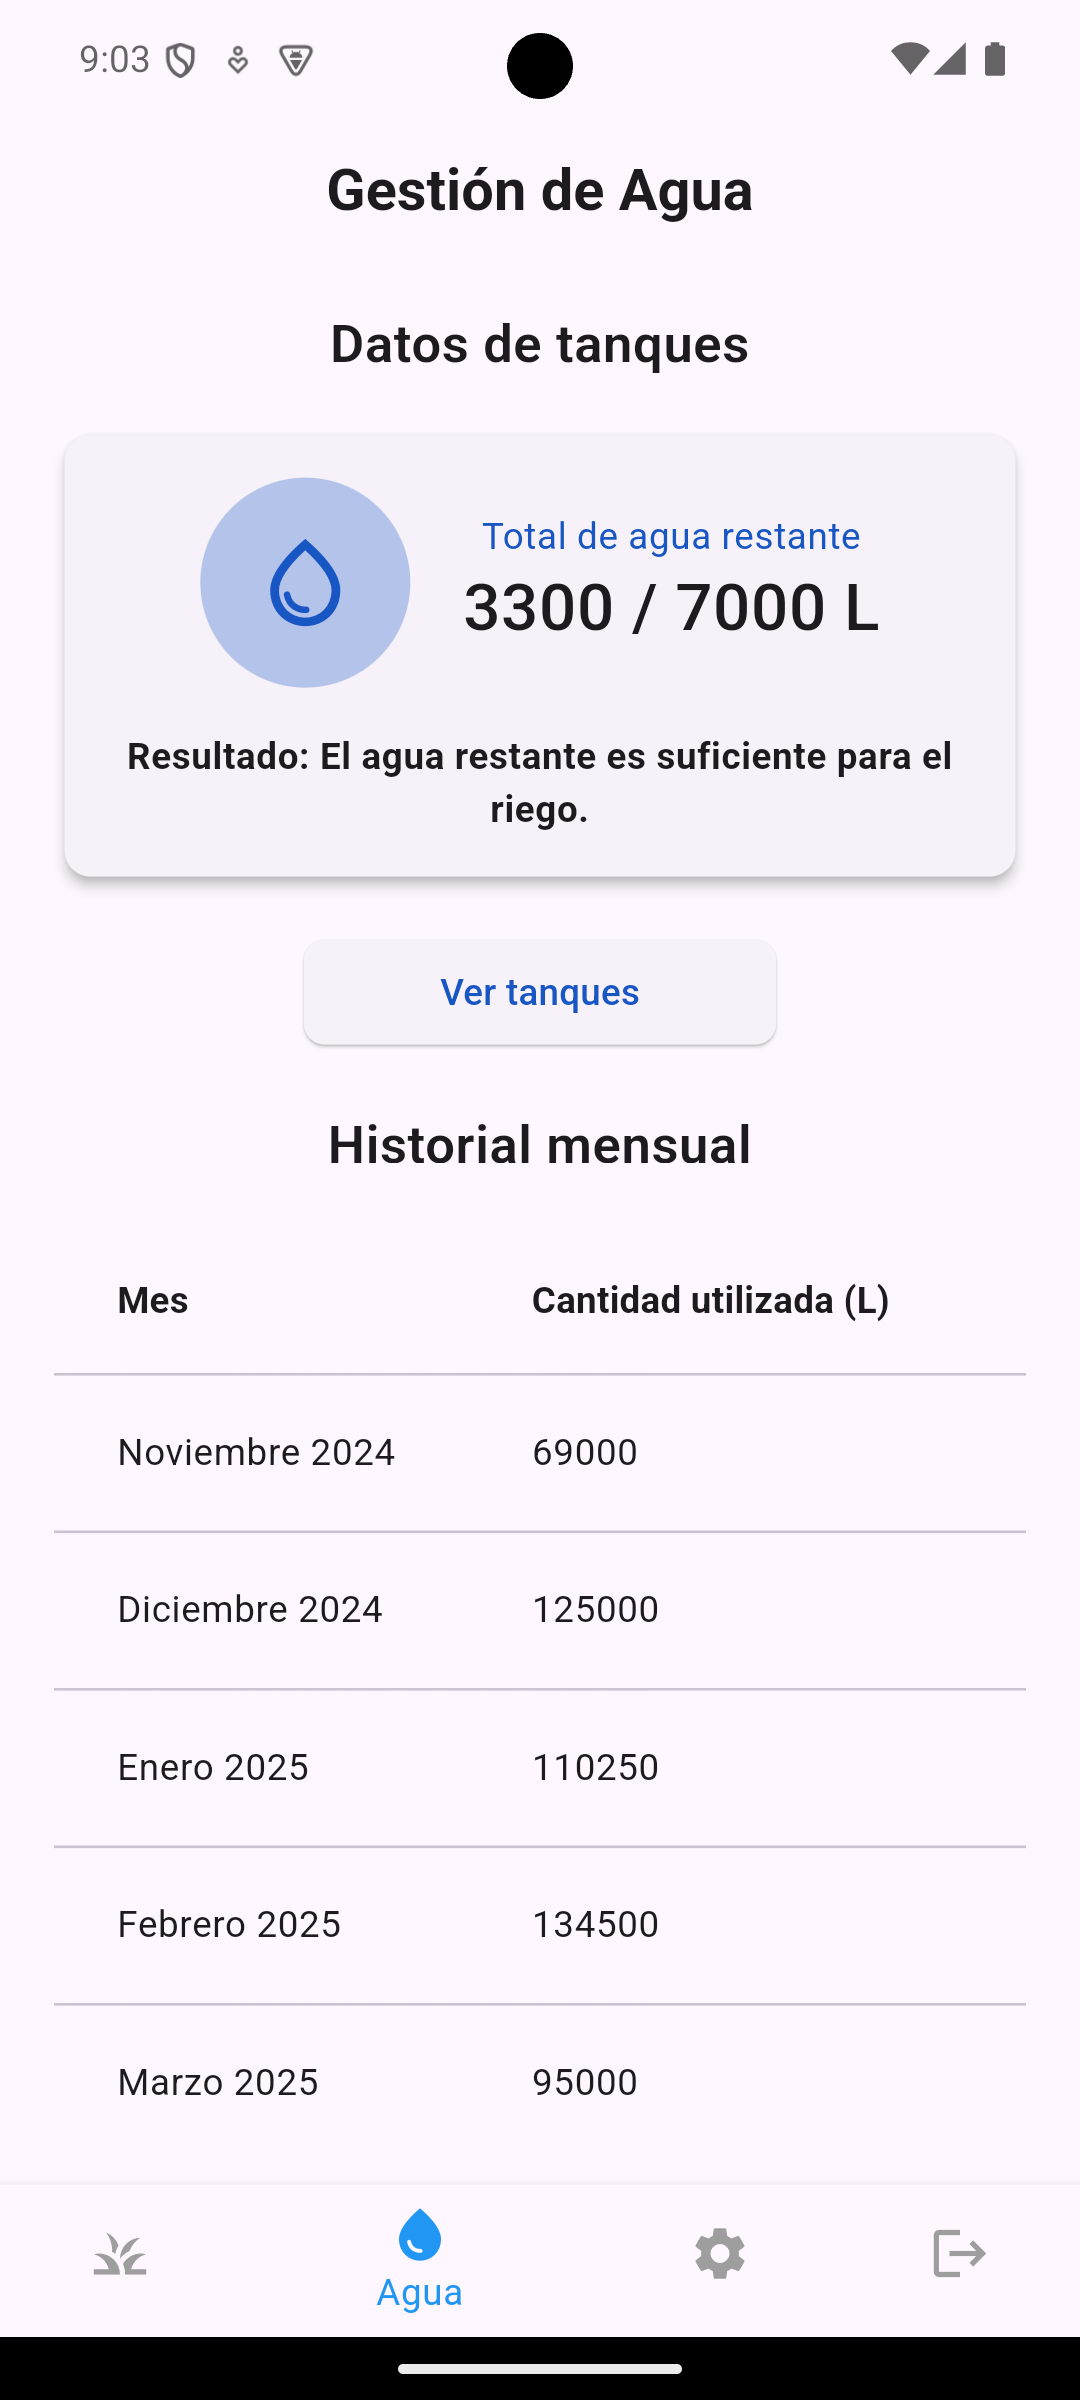 9:03
Gestión de Agua
Datos de tanques
Total de agua restante
3300 / 7000 L
Resultado: El agua restante es suficiente para el
riego.
Ver tanques
Historial mensual
Mes Cantidad utilizada (L)
Noviembre 2024 69000
Diciembre 2024 125000
Enero 2025 110250
Febrero 2025 134500
Marzo 2025 95000
Agua